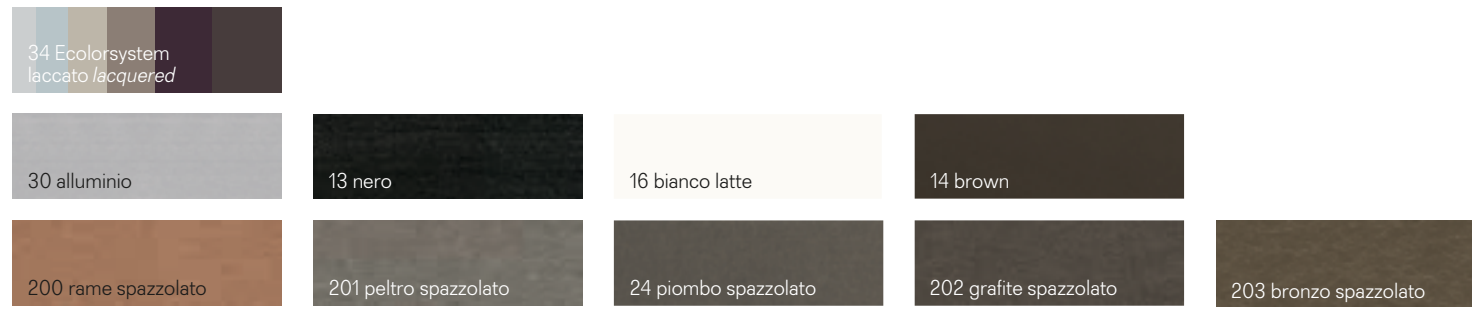 34 Ecolorsystem
laccato lacquered
30 alluminio
13 nero
16 bianco latte
14 brown
200 rame spazzolato
201 peltro spazzolato
24 piombo spazzolato
202 grafite spazzolato
203 bronzo spazzolato